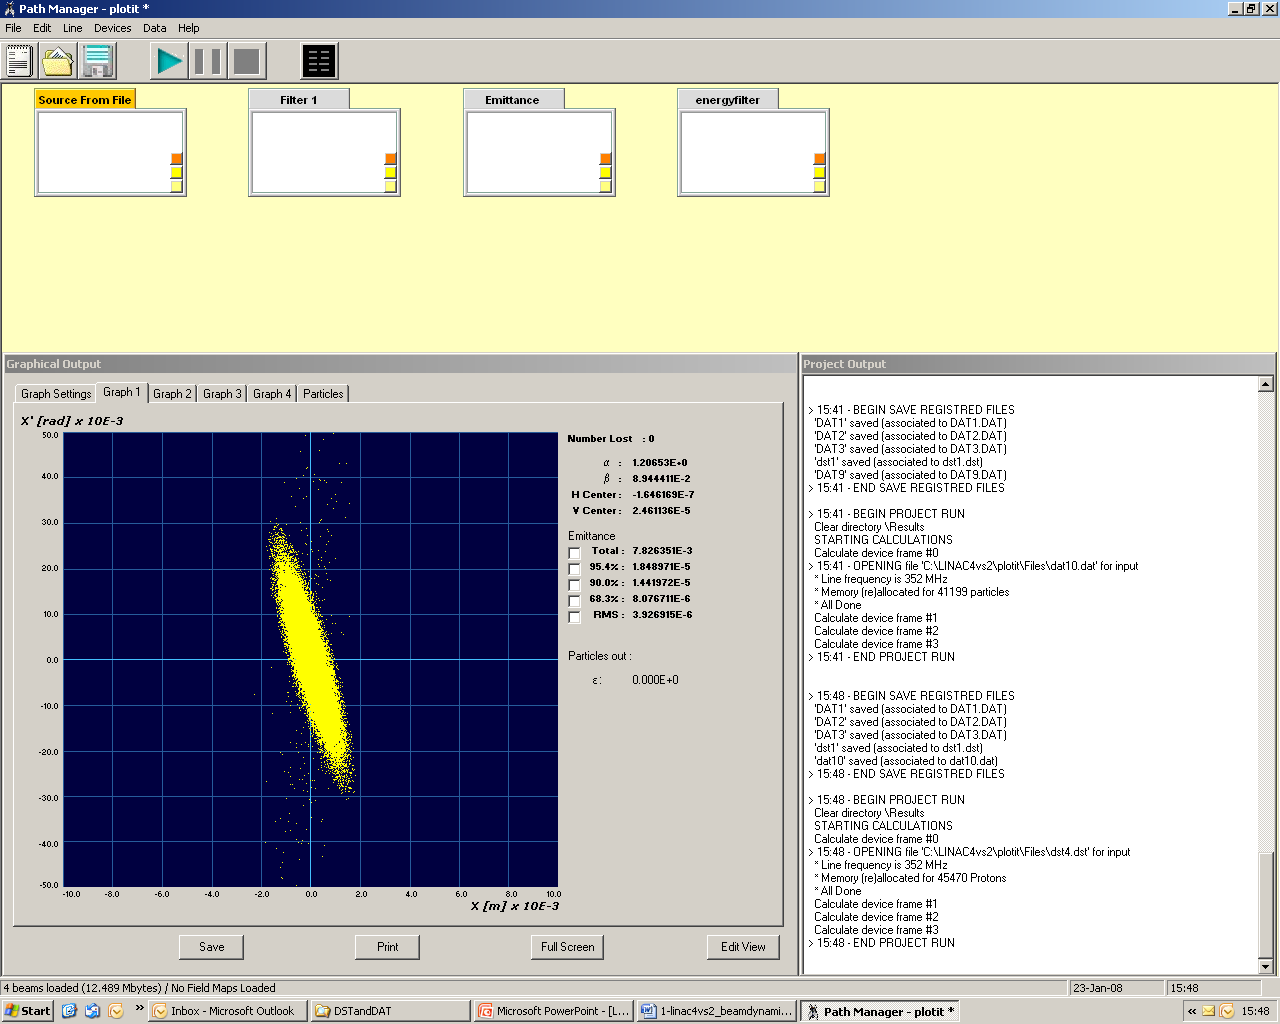 Path Manager - plotit *
File Edit Line Devices Data Help
Source From File Filter 1 Emittance energyfilter
Graphical Output
Graph Settings Graph 1 Graph 2 Graph 3 Graph 4 Particles
X' [rad] x 10E-3
50.0
40.0
30.0
20.0
10.0
0.0
-10.0
-20.0
-30.0
-40.0
-50.0
-10.0 -8.0 -6.0 -4.0 -2.0 0.0 2.0 4.0 6.0 8.0 10.0
X [m] x 10E-3
Number Lost : 0
α : 1.20653E+0
β : 8.944411E-2
H Center : -1.646169E-7
V Center : 2.461136E-5
Emittance
Total : 7.826351E-3
95.4% : 1.848971E-5
90.0% : 1.441972E-5
68.3% : 8.076711E-6
RMS : 3.926915E-6
Particles out :
ε: 0.000E+0
Save Print Full Screen Edit View
Project Output
> 15:41 - BEGIN SAVE REGISTRED FILES
'DAT1' saved (associated to DAT1.DAT)
'DAT2' saved (associated to DAT2.DAT)
'DAT3' saved (associated to DAT3.DAT)
'dst1' saved (associated to dst1.dst)
'DAT9' saved (associated to DAT9.DAT)
> 15:41 - END SAVE REGISTRED FILES
> 15:41 - BEGIN PROJECT RUN
Clear directory \Results
STARTING CALCULATIONS
Calculate device frame #0
> 15:41 - OPENING file 'C:\LINAC4vs2\plotit\Files\dat10.dat' for input
* Line frequency is 352 MHz
* Memory (re)allocated for 41199 particles
* All Done
Calculate device frame #1
Calculate device frame #2
Calculate device frame #3
> 15:41 - END PROJECT RUN
> 15:48 - BEGIN SAVE REGISTRED FILES
'DAT1' saved (associated to DAT1.DAT)
'DAT2' saved (associated to DAT2.DAT)
'DAT3' saved (associated to DAT3.DAT)
'dst1' saved (associated to dst1.dst)
'dat10' saved (associated to dat10.dat)
> 15:48 - END SAVE REGISTRED FILES
> 15:48 - BEGIN PROJECT RUN
Clear directory \Results
STARTING CALCULATIONS
Calculate device frame #0
> 15:48 - OPENING file 'C:\LINAC4vs2\plotit\Files\dst4.dst' for input
* Line frequency is 352 MHz
* Memory (re)allocated for 45470 Protons
* All Done
Calculate device frame #1
Calculate device frame #2
Calculate device frame #3
> 15:48 - END PROJECT RUN
4 beams loaded (12.489 Mbytes) / No Field Maps Loaded 23-Jan-08 15:48
Start » Inbox - Microsoft Outlook DSTandDAT Microsoft PowerPoint - [L... 1-linac4vs2_beamdynami... Path Manager - plotit * « 15:48